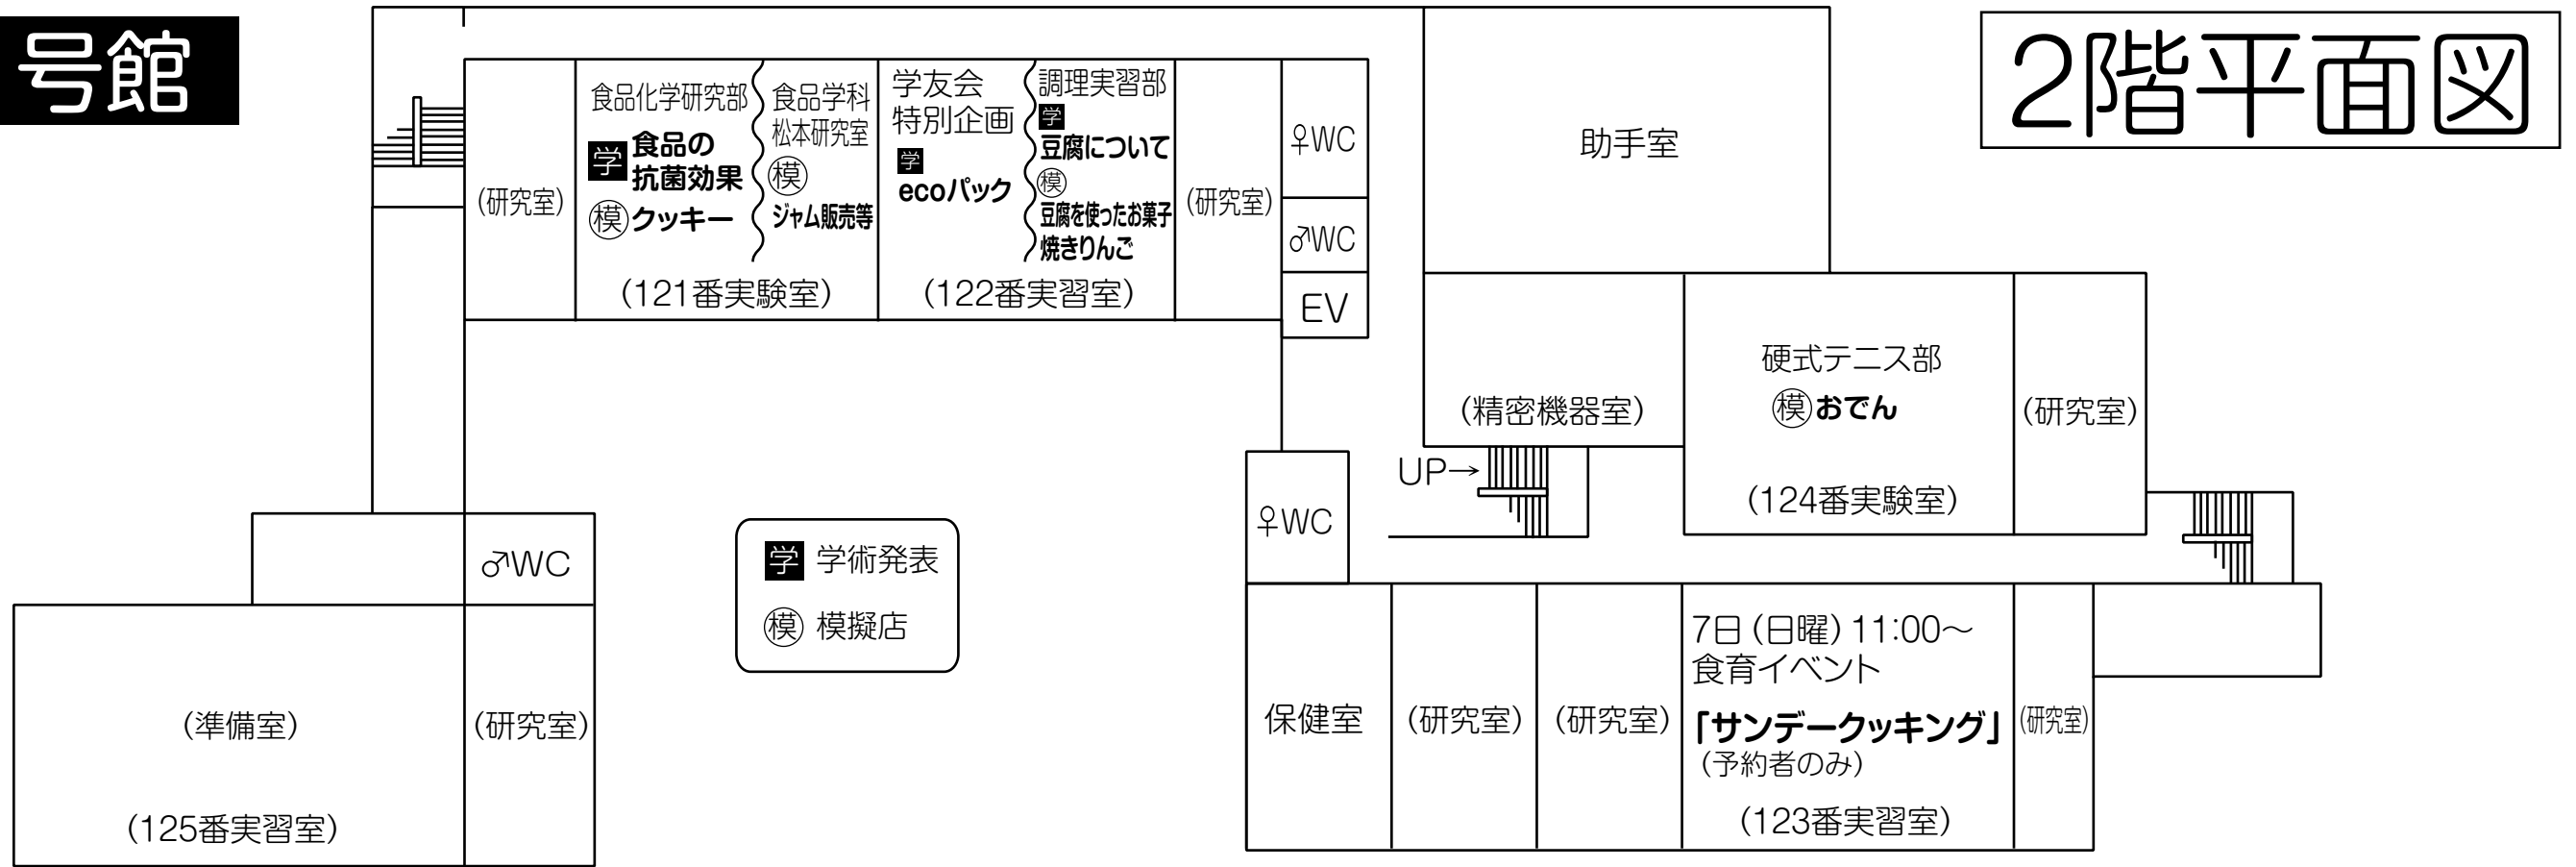 号館
2階平面図
(研究室)
食品化学研究部
学 食品の
抗菌効果
模 クッキー
食品学科
松本研究室
模
ジャム販売等
(121番実験室)
学友会
特別企画
学
ecoパック
調理実習部
学
豆腐について
模
豆腐を使ったお菓子
焼きりんご
(122番実習室)
(研究室)
♀WC
♂WC
EV
助手室
(精密機器室)
UP→
硬式テニス部
模 おでん
(124番実験室)
(研究室)
♂WC
(準備室)
(125番実習室)
(研究室)
学 学術発表
模 模擬店
♀WC
保健室
(研究室)
(研究室)
7日(日曜)11:00〜
食育イベント
「サンデークッキング」
(予約者のみ)
(123番実習室)
(研究室)